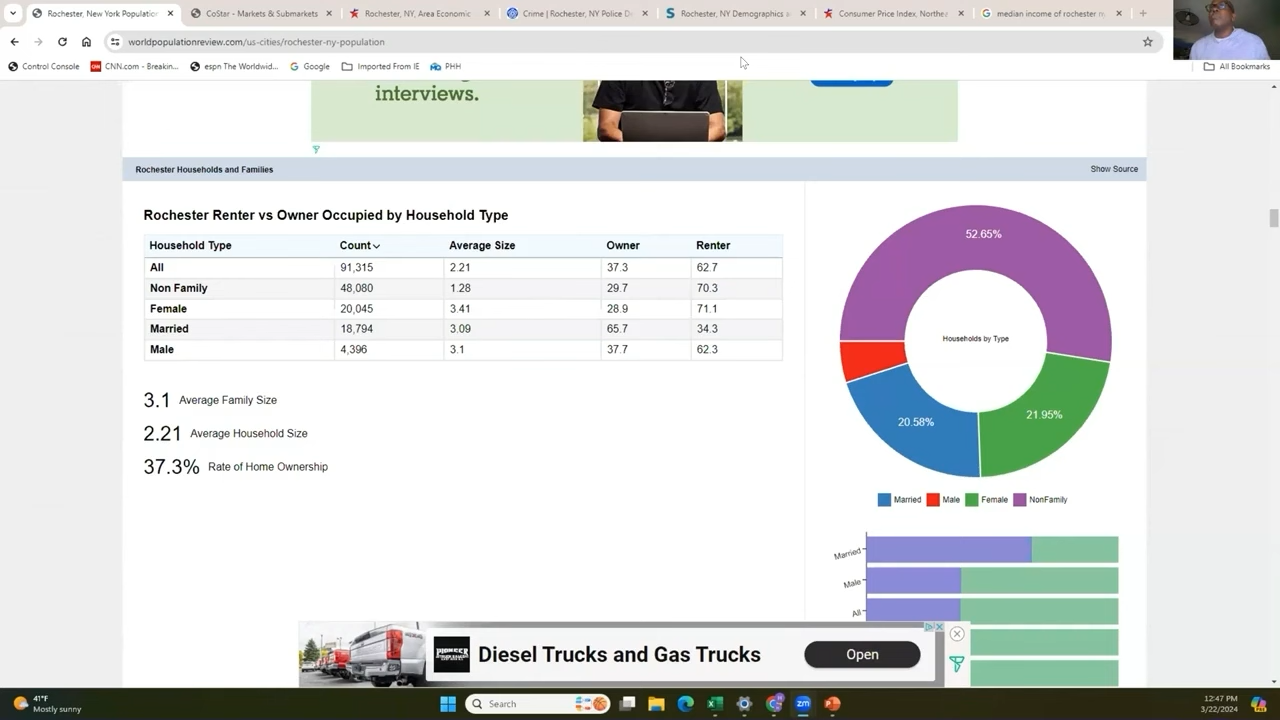 Rochester, New York Populatic
CoStar - Markets & Submarkets
Rochester, NY, Area Economic
Crime | Rochester, NY Police D
Rochester, NY Demographics a
Consumer Price Index, Northe
median income of rochester n
worldpopulationreview.com/us-cities/rochester-ny-population
Control Console
CNN.com - Breakin...
espn The Worldwid...
Google
Imported From IE
PHH
All Bookmarks
interviews.
Rochester Households and Families
Show Source
Rochester Renter vs Owner Occupied by Household Type
Household Type Count Average Size Owner Renter
All 91,315 2.21 37.3 62.7
Non Family 48,080 1.28 29.7 70.3
Female 20,045 3.41 28.9 71.1
Married 18,794 3.09 65.7 34.3
Male 4,396 3.1 37.7 62.3
3.1 Average Family Size
2.21 Average Household Size
37.3% Rate of Home Ownership
52.65%
Households by Type
20.58%
21.95%
Married Male Female NonFamily
Married
Male
All
Diesel Trucks and Gas Trucks
Open
41°F
Mostly sunny
Search
zm
12:47 PM
3/22/2024